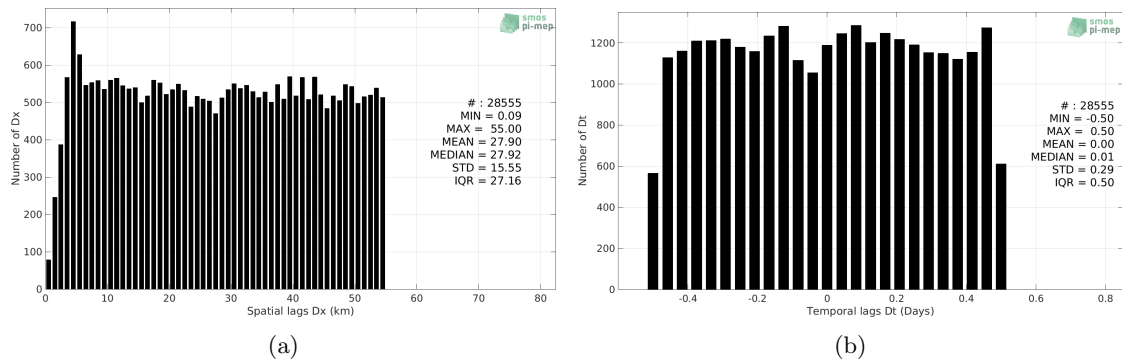 700
600
500
400
300
200
100
0
Number of Dx
0 10 20 30 40 50 60 70 80
Spatial lags Dx (km)
smos
pi-mep
# : 28555
MIN = 0.09
MAX = 55.00
MEAN = 27.90
MEDIAN = 27.92
STD = 15.55
IQR = 27.16
(a)
1200
1000
800
600
400
200
0
Number of Dt
-0.4 -0.2 0 0.2 0.4 0.6 0.8
Temporal lags Dt (Days)
smos
pi-mep
# : 28555
MIN = -0.50
MAX = 0.50
MEAN = 0.00
MEDIAN = 0.01
STD = 0.29
IQR = 0.50
(b)